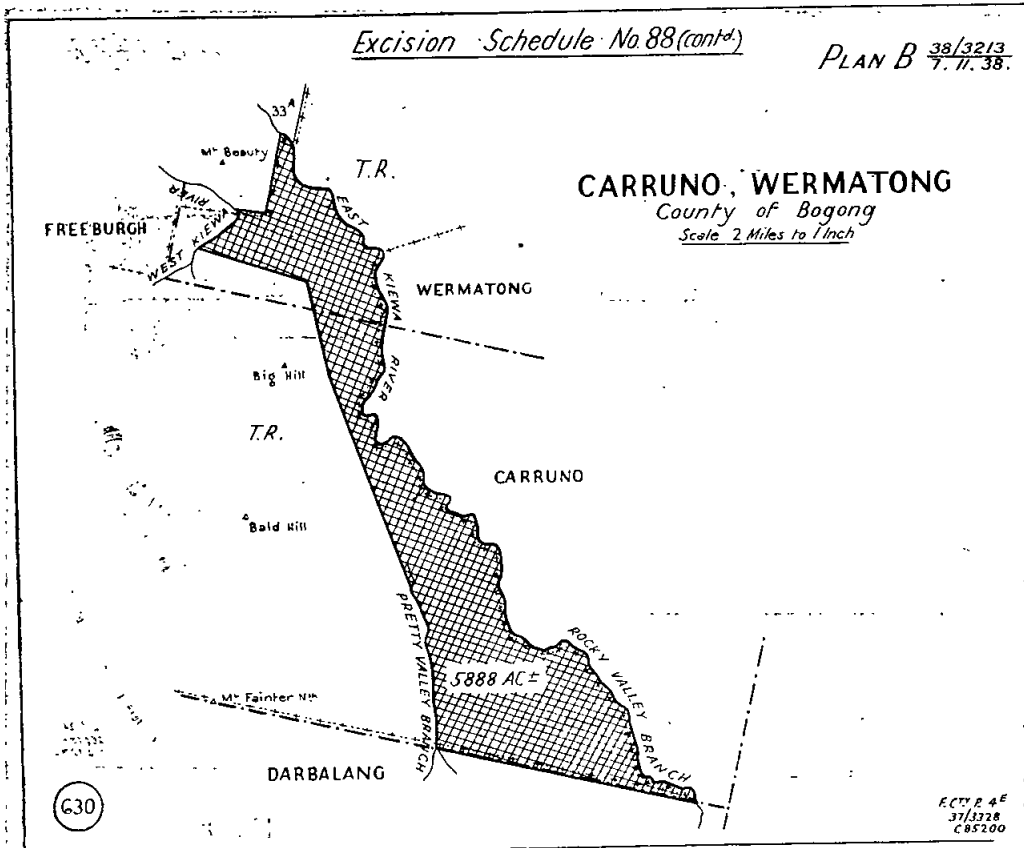 Excision Schedule No. 88 (contd.)
PLAN B 38/3213
7. 11. 38.
33A
Mt Beauty
T.R.
CARRUNO, WERMATONG
County of Bogong
Scale 2 Miles to 1 Inch
FREEBURGH
WEST KIEWA RIVER
EAST KIEWA RIVER
WERMATONG
Big Hill
T.R.
CARRUNO
Bald Hill
PRETTY VALLEY BRANCH
ROCKY VALLEY BRANCH
5888 AC ±
Mt Fainter Nth
DARBALANG
630
F.CTY P. 4E
37/3328
C85200